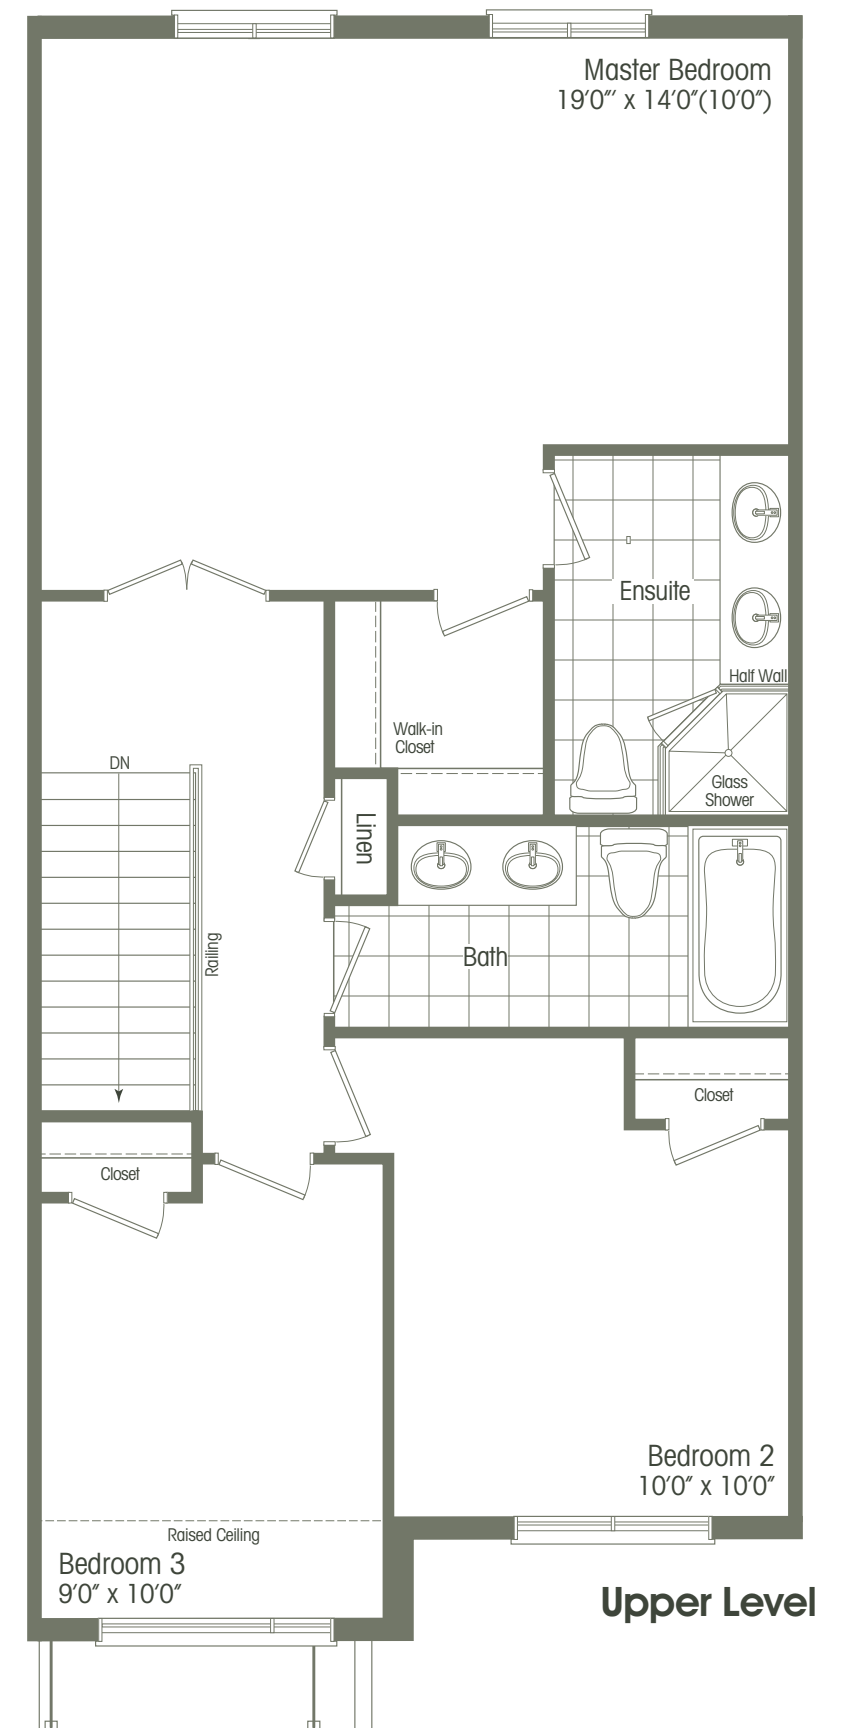 Master Bedroom
19'0"' x 14'0"(10'0")
Ensuite
Half Wall
Walk-in
Closet
DN
Glass
Shower
Linen
Railing
Bath
Closet
Closet
Bedroom 2
10'0" x 10'0"
Raised Ceiling
Bedroom 3
9'0" x 10'0"
Upper Level